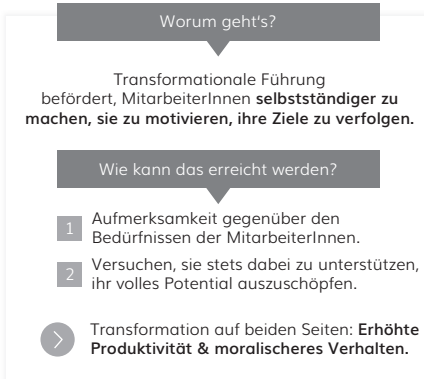 Worum geht's?
Transformationale Führung
befördert, MitarbeiterInnen selbstständiger zu
machen, sie zu motivieren, ihre Ziele zu verfolgen.
Wie kann das erreicht werden?
1 Aufmerksamkeit gegenüber den
Bedürfnissen der MitarbeiterInnen.
2 Versuchen, sie stets dabei zu unterstützen,
ihr volles Potential auszuschöpfen.
Transformation auf beiden Seiten: Erhöhte
Produktivität & moralischeres Verhalten.